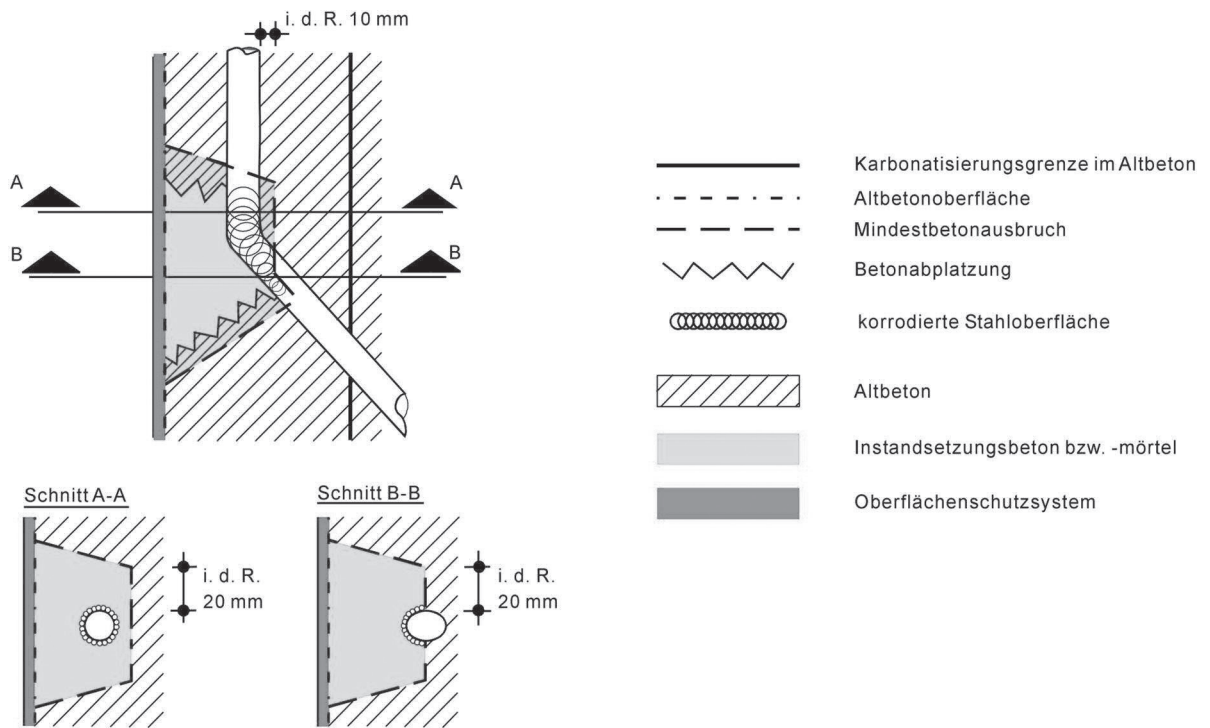 i. d. R. 10 mm
A
A
B
B
Karbonatisierungsgrenze im Altbeton
Altbetonoberfläche
Mindestbetonausbruch
Betonabplatzung
korrodierte Stahloberfläche
Altbeton
Instandsetzungsbeton bzw. -mörtel
Oberflächenschutzsystem
Schnitt A-A
i. d. R.
20 mm
Schnitt B-B
i. d. R.
20 mm